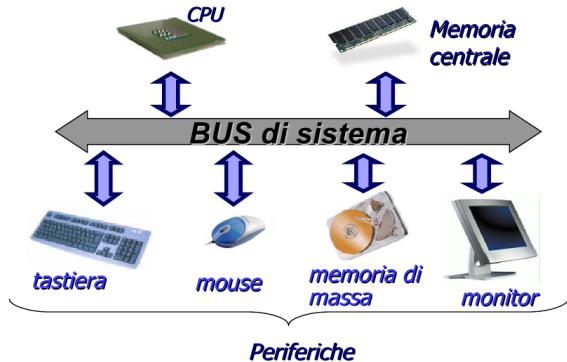 CPU
Memoria
centrale
BUS di sistema
tastiera
mouse
memoria di
massa
monitor
Periferiche